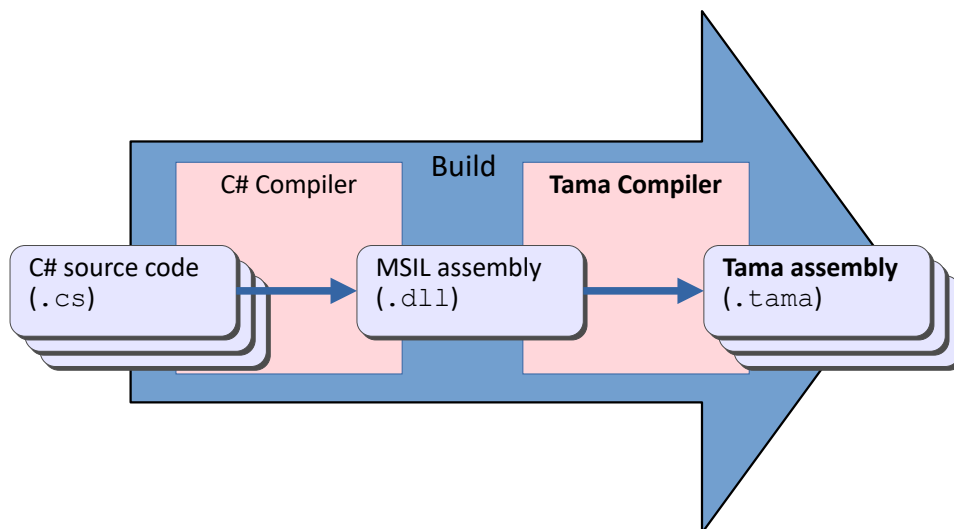 Build
C# Compiler
Tama Compiler
C# source code
(.cs)
MSIL assembly
(.dll)
Tama assembly
(.tama)